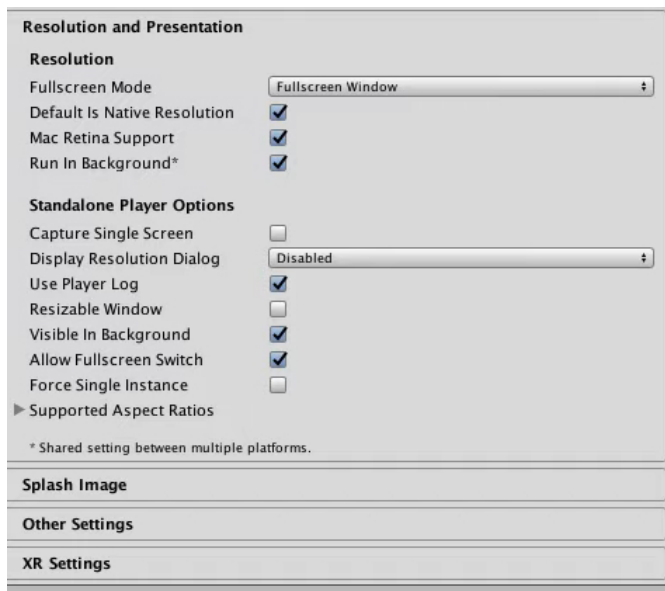 Resolution and Presentation
Resolution
Fullscreen Mode Fullscreen Window
Default Is Native Resolution
Mac Retina Support
Run In Background*
Standalone Player Options
Capture Single Screen
Display Resolution Dialog Disabled
Use Player Log
Resizable Window
Visible In Background
Allow Fullscreen Switch
Force Single Instance
Supported Aspect Ratios
* Shared setting between multiple platforms.
Splash Image
Other Settings
XR Settings